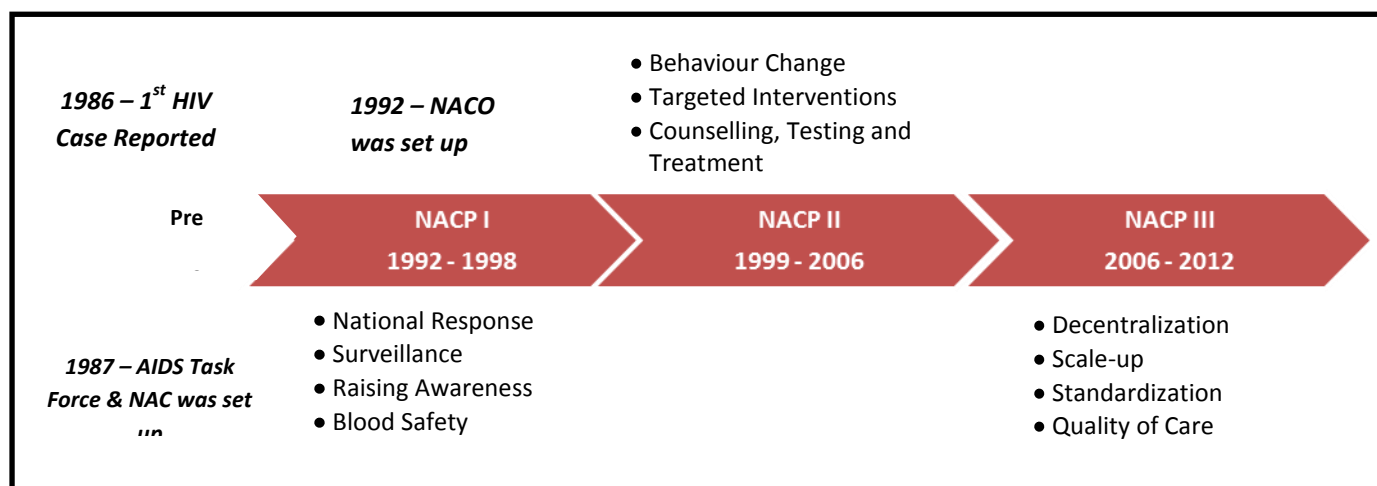 1986 – 1st HIV
Case Reported
1992 – NACO
was set up
• Behaviour Change
• Targeted Interventions
• Counselling, Testing and
Treatment
Pre
NACP I
1992 - 1998
NACP II
1999 - 2006
NACP III
2006 - 2012
1987 – AIDS Task
Force & NAC was set
up
• National Response
• Surveillance
• Raising Awareness
• Blood Safety
• Decentralization
• Scale-up
• Standardization
• Quality of Care